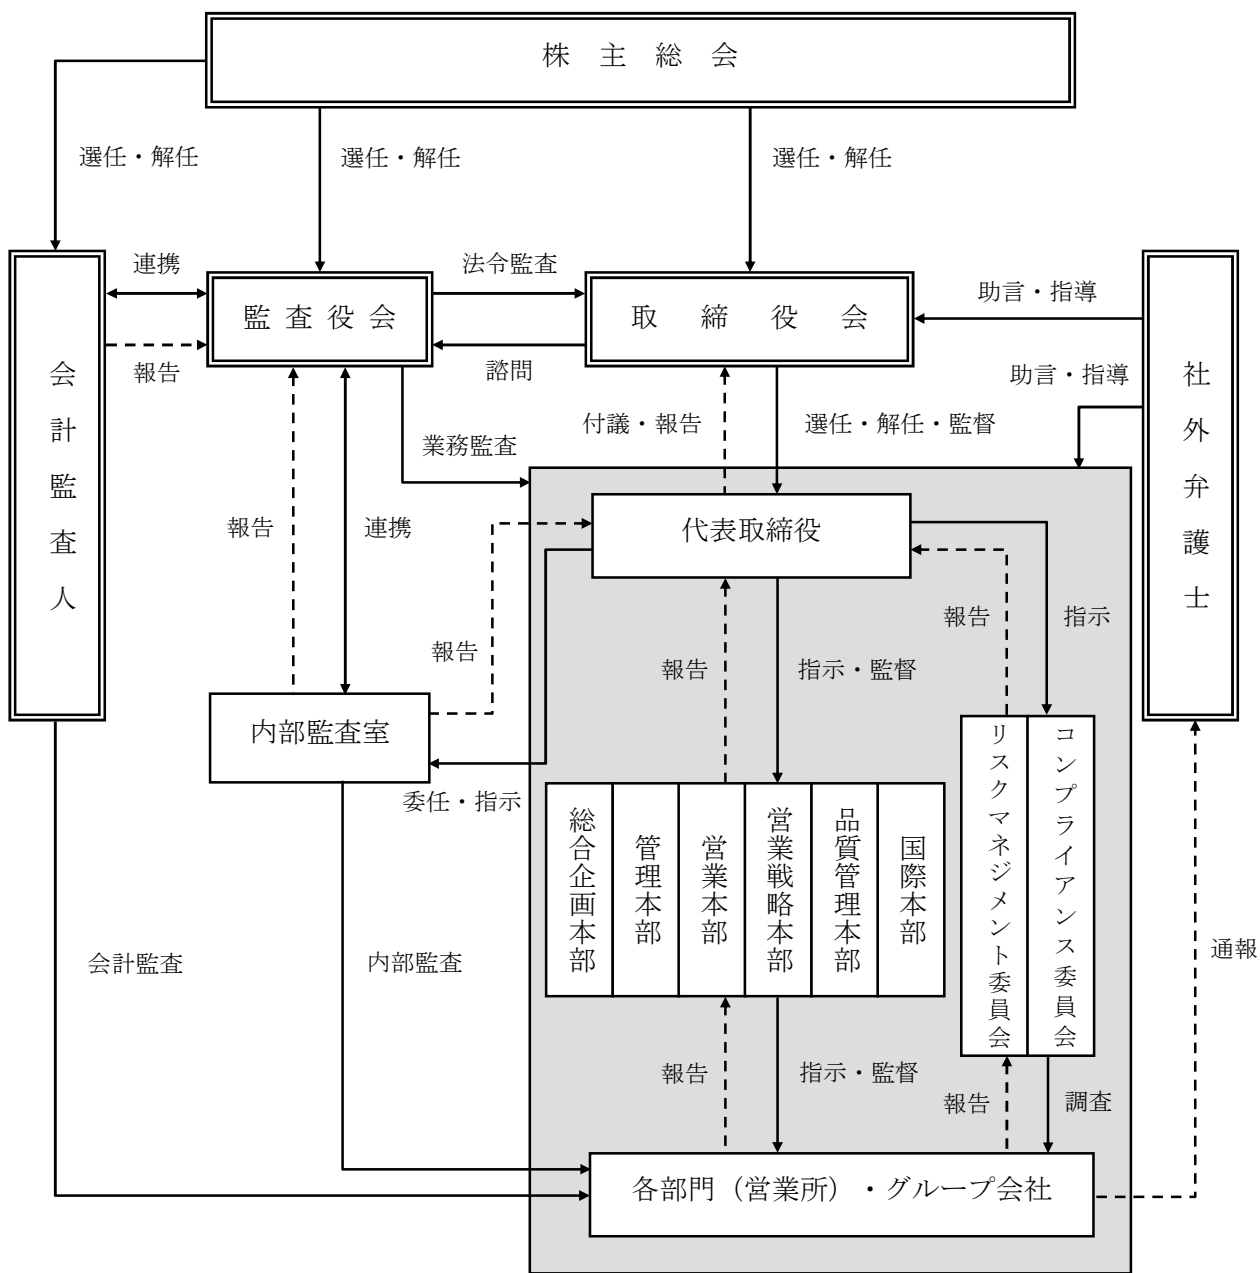 株主総会
選任・解任
選任・解任
選任・解任
連携
法令監査
監査役会
取締役会
助言・指導
報告
諮問
助言・指導
会計監査人
社外弁護士
付議・報告
選任・解任・監督
業務監査
報告
連携
代表取締役
報告
報告
指示・監督
報告
指示
内部監査室
委任・指示
総合企画本部
管理本部
営業本部
営業戦略本部
品質管理本部
国際本部
リスクマネジメント委員会
コンプライアンス委員会
通報
会計監査
内部監査
報告
指示・監督
報告
調査
各部門（営業所）・グループ会社